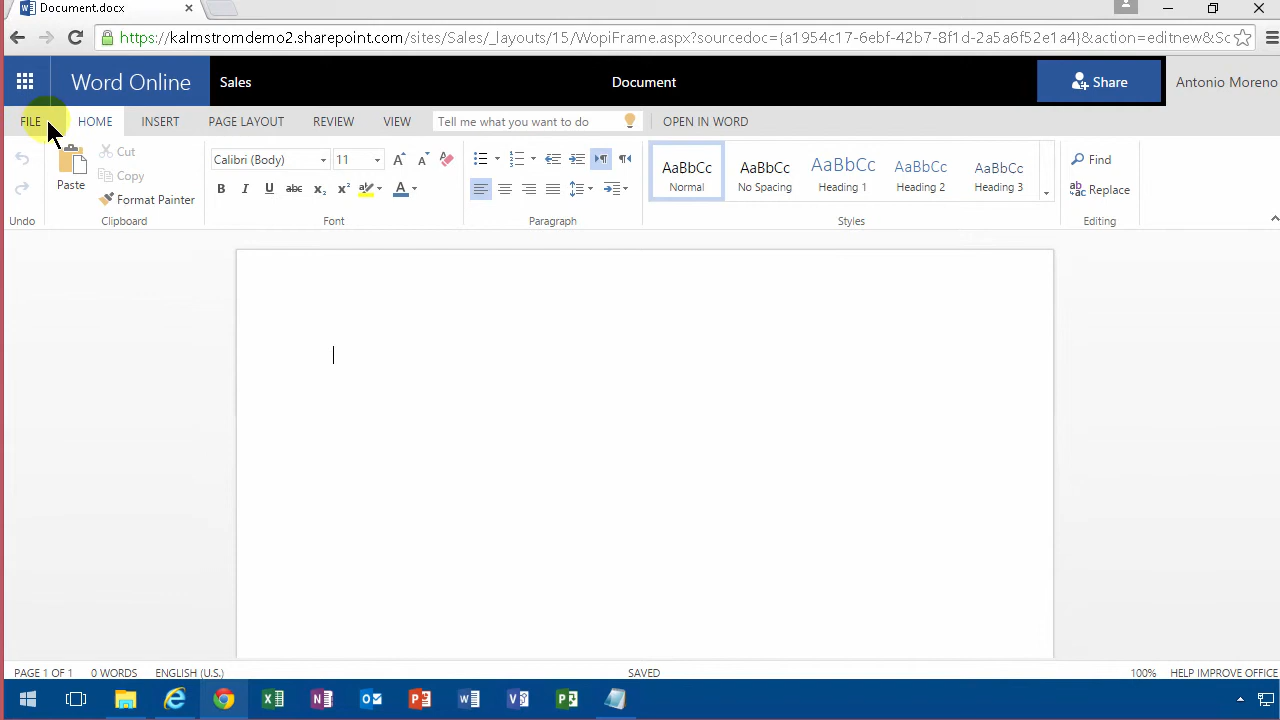 Document.docx
https://kalmstromdemo2.sharepoint.com/sites/Sales/_layouts/15/WopiFrame.aspx?sourcedoc={a1954c17-6ebf-42b7-8f1d-2a5a6f52e1a4}&action=editnew&Sc
Word Online Sales Document Share Antonio Moreno
FILE HOME INSERT PAGE LAYOUT REVIEW VIEW Tell me what you want to do OPEN IN WORD
Paste Cut Copy Format Painter
Calibri (Body) 11
B I U abc x₂ x² A
AaBbCc AaBbCc AaBbCc AaBbCc AaBbCc
Normal No Spacing Heading 1 Heading 2 Heading 3
Find
Replace
Undo Clipboard Font Paragraph Styles Editing
PAGE 1 OF 1 0 WORDS ENGLISH (U.S.) SAVED 100% HELP IMPROVE OFFICE